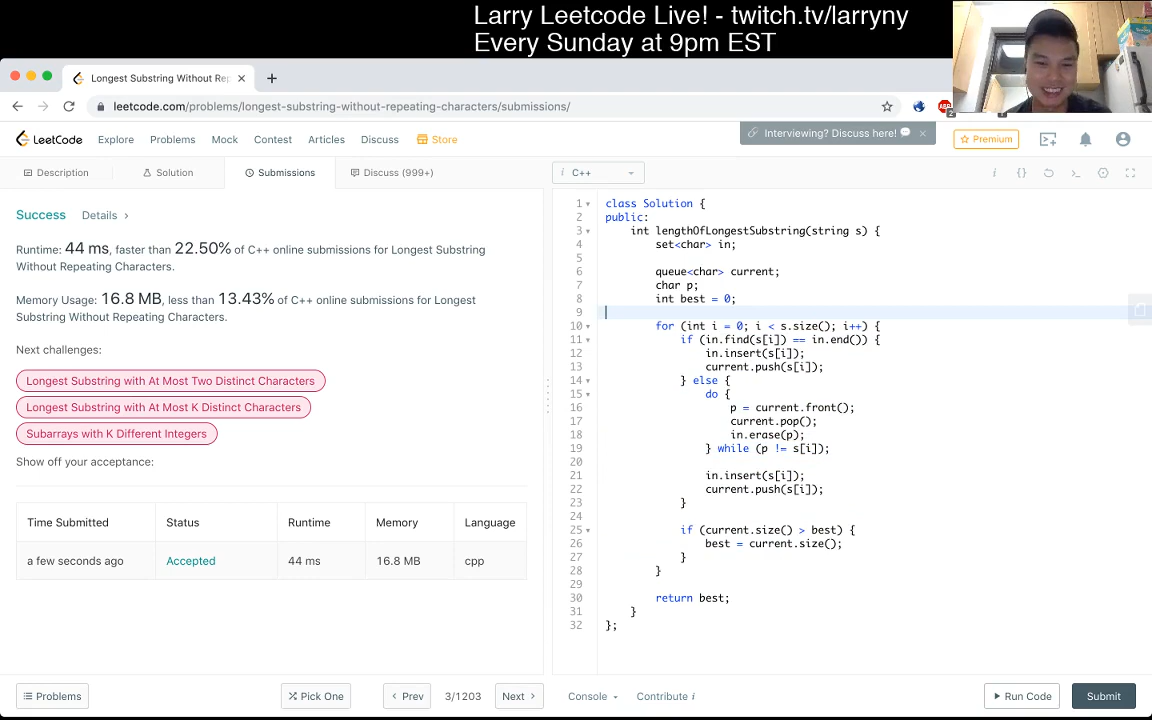 Larry Leetcode Live! - twitch.tv/larryny
Every Sunday at 9pm EST
Longest Substring Without Rep
leetcode.com/problems/longest-substring-without-repeating-characters/submissions/
LeetCode
Explore
Problems
Mock
Contest
Articles
Discuss
Store
Interviewing? Discuss here!
Premium
Description
Solution
Submissions
Discuss (999+)
i C++
Success
Details
Runtime: 44 ms, faster than 22.50% of C++ online submissions for Longest Substring
Without Repeating Characters.
Memory Usage: 16.8 MB, less than 13.43% of C++ online submissions for Longest
Substring Without Repeating Characters.
Next challenges:
Longest Substring with At Most Two Distinct Characters
Longest Substring with At Most K Distinct Characters
Subarrays with K Different Integers
Show off your acceptance:
Time Submitted Status Runtime Memory Language
a few seconds ago Accepted 44 ms 16.8 MB cpp
1 class Solution {
2 public:
3 int lengthOfLongestSubstring(string s) {
4 set<char> in;
5
6 queue<char> current;
7 char p;
8 int best = 0;
9
10 for (int i = 0; i < s.size(); i++) {
11 if (in.find(s[i]) == in.end()) {
12 in.insert(s[i]);
13 current.push(s[i]);
14 } else {
15 do {
16 p = current.front();
17 current.pop();
18 in.erase(p);
19 } while (p != s[i]);
20
21 in.insert(s[i]);
22 current.push(s[i]);
23 }
24
25 if (current.size() > best) {
26 best = current.size();
27 }
28 }
29
30 return best;
31 }
32 };
Problems
Pick One
Prev
3/1203
Next
Console
Contribute i
Run Code
Submit